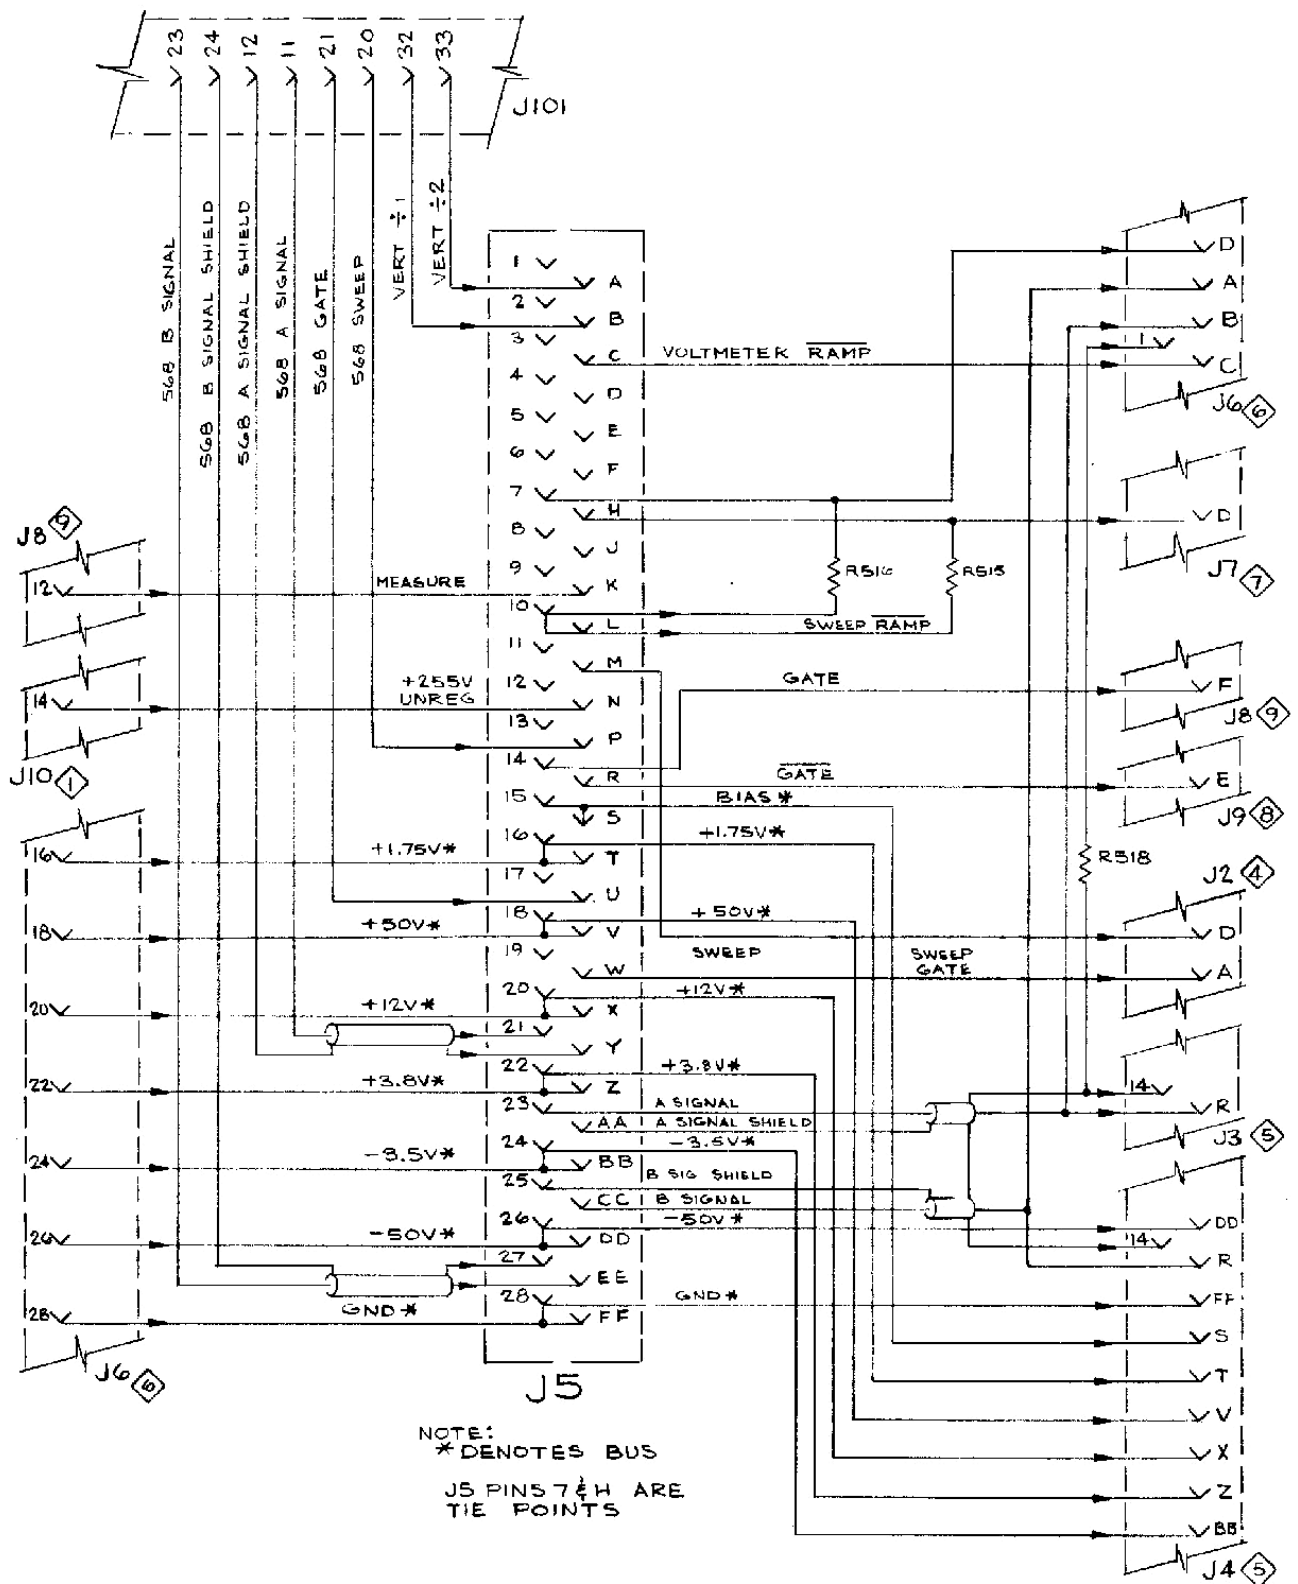 23 24 12 11 21 20 32 33
J101
568 B SIGNAL
568 B SIGNAL SHIELD
568 A SIGNAL SHIELD
568 A SIGNAL
568 GATE
568 SWEEP
VERT ÷1
VERT ÷2
1
A
2
B
3
C
4
D
5
E
6
F
7
H
8
J
9
K
10
L
11
M
12
N
13
P
14
R
15
S
16
T
17
U
18
V
19
W
20
X
21
Y
22
Z
23
AA
24
BB
25
CC
26
DD
27
EE
28
FF
J5
J8 9
12
MEASURE
14
+255V
UNREG
J10 1
16
+1.75V*
18
+50V*
20
+12V*
22
+3.8V*
24
-3.5V*
26
-50V*
28
GND*
J6 6
VOLTMETER RAMP
R516
R515
SWEEP RAMP
GATE
GATE
BIAS*
+1.75V*
+50V*
SWEEP
SWEEP
GATE
+12V*
+3.8V*
A SIGNAL
A SIGNAL SHIELD
-3.5V*
B SIG SHIELD
B SIGNAL
-50V*
GND*
R518
D
A
B
1
C
J6 6
D
J7 7
F
J8 9
E
J9 8
J2 4
D
A
14
R
J3 5
DD
14
R
FF
S
T
V
X
Z
BB
J4 5
NOTE:
*DENOTES BUS
J5 PINS 7 & H ARE
TIE POINTS